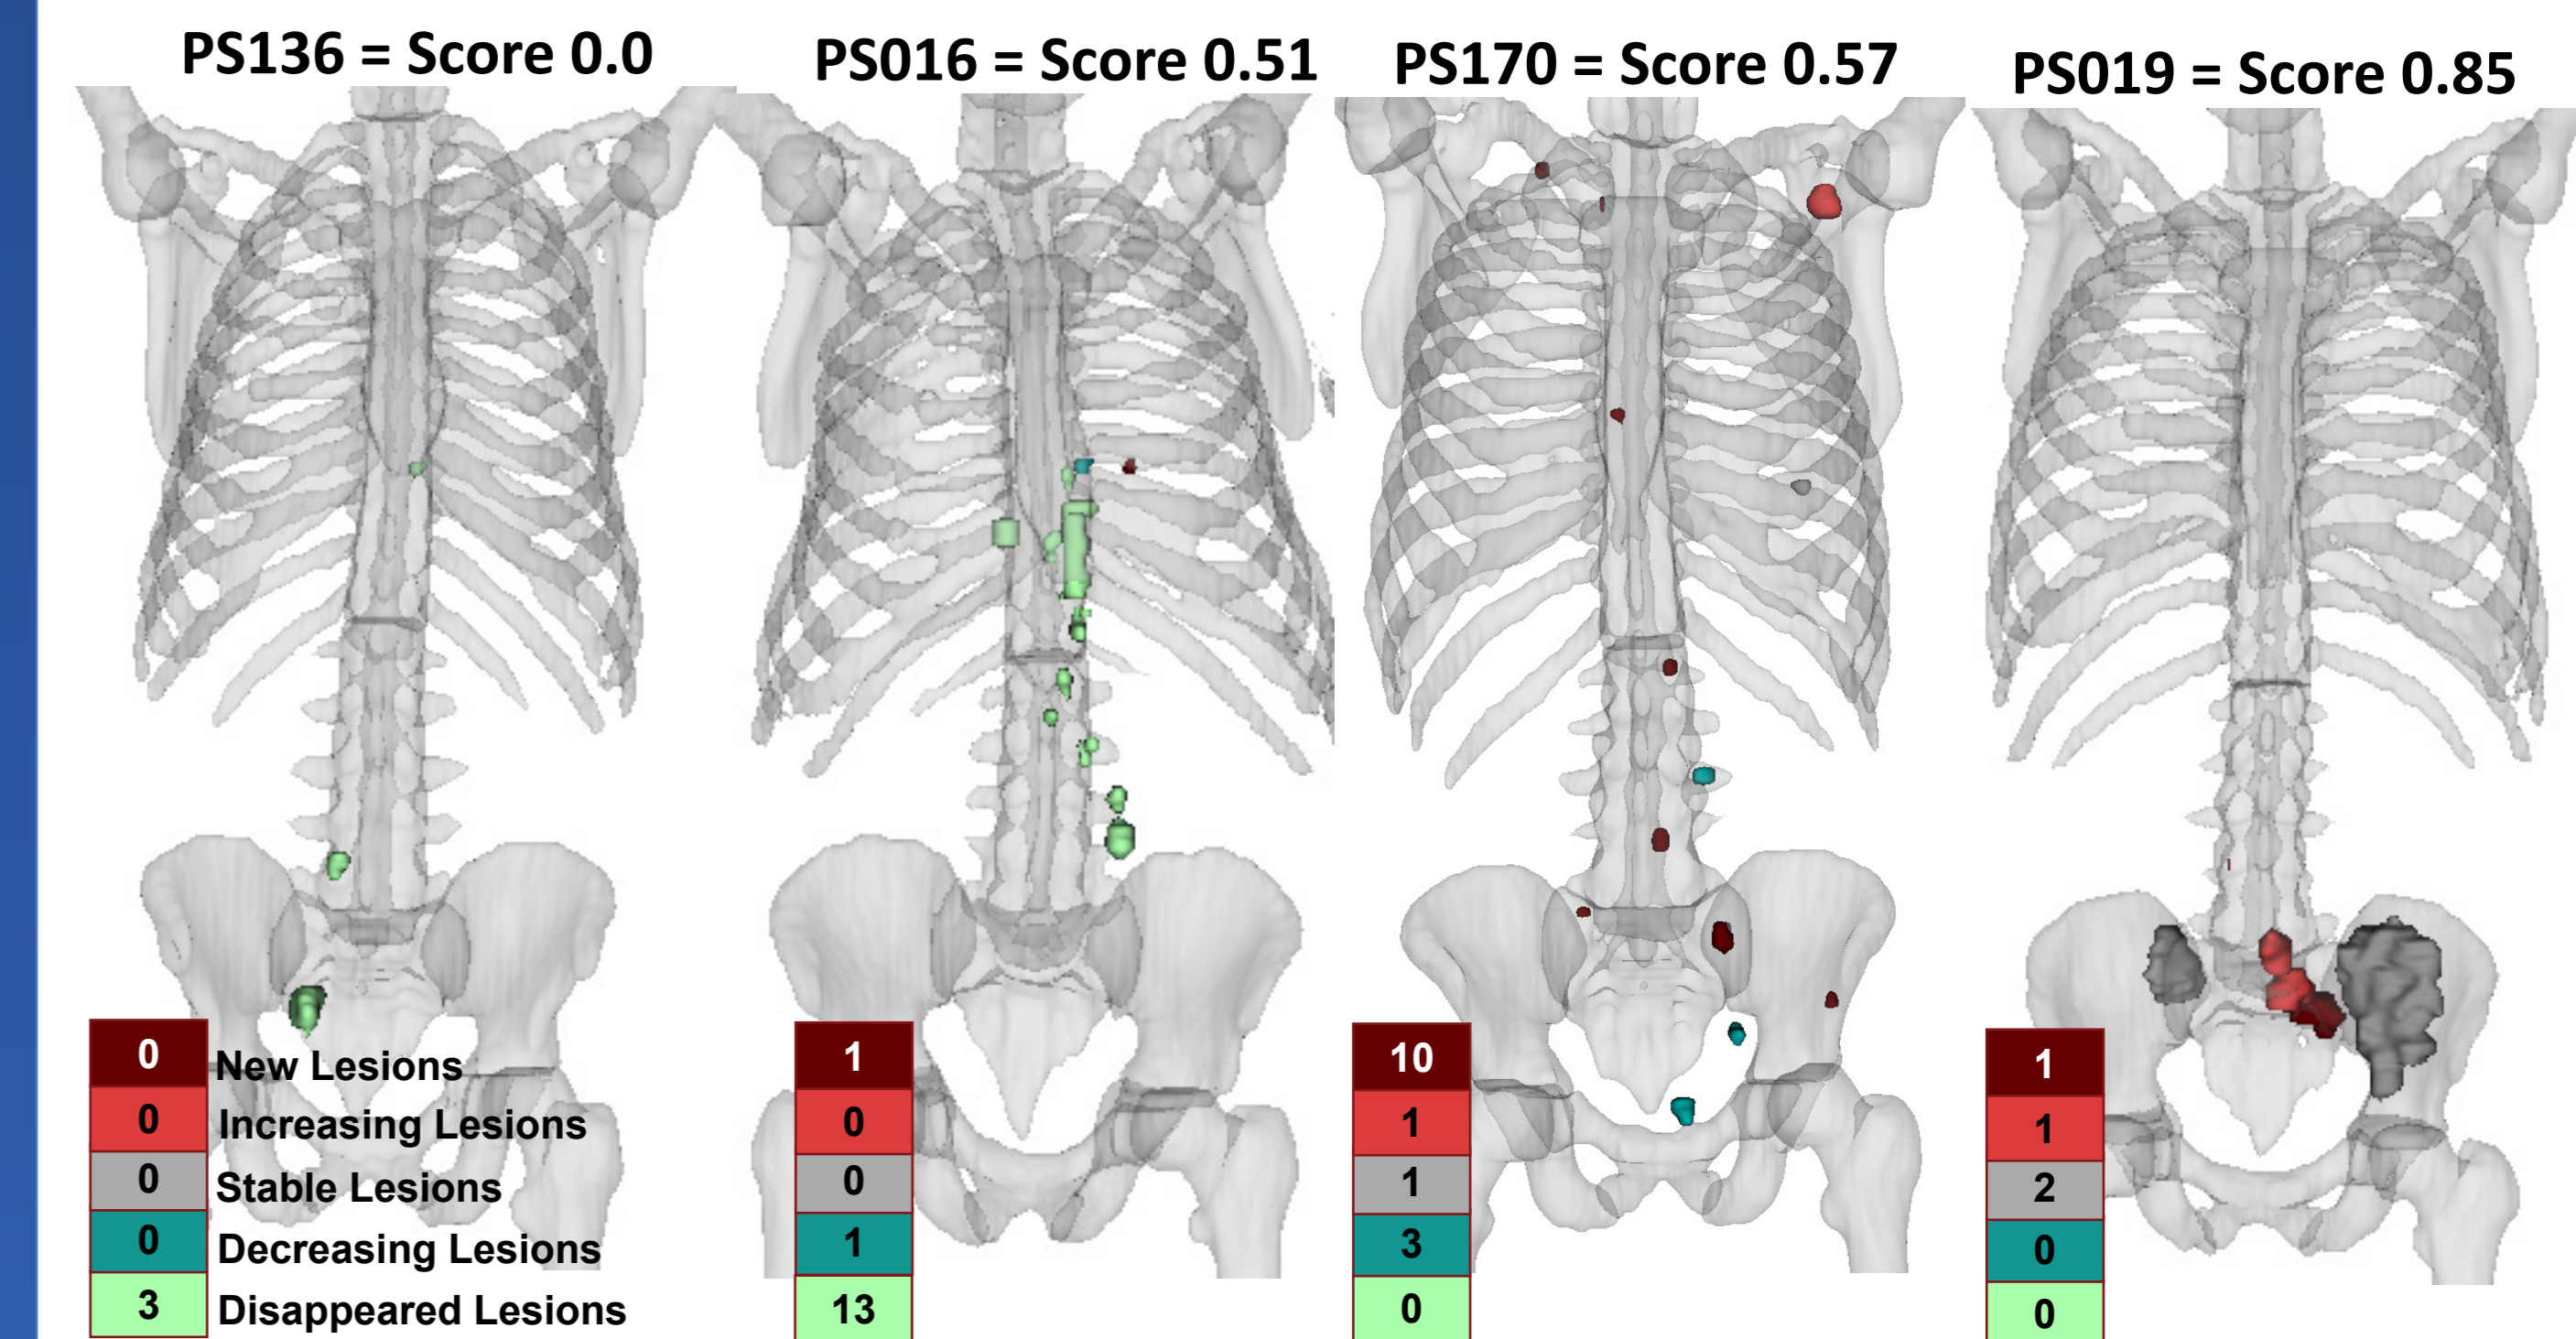 PS136 = Score 0.0
PS016 = Score 0.51
PS170 = Score 0.57
PS019 = Score 0.85
0 New Lesions
0 Increasing Lesions
0 Stable Lesions
0 Decreasing Lesions
3 Disappeared Lesions
1
0
0
1
13
10
1
1
3
0
1
1
2
0
0